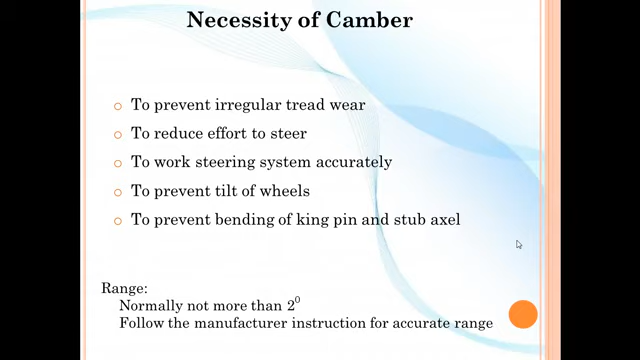 Necessity of Camber
o To prevent irregular tread wear
o To reduce effort to steer
o To work steering system accurately
o To prevent tilt of wheels
o To prevent bending of king pin and stub axel
Range:
Normally not more than 2⁰
Follow the manufacturer instruction for accurate range